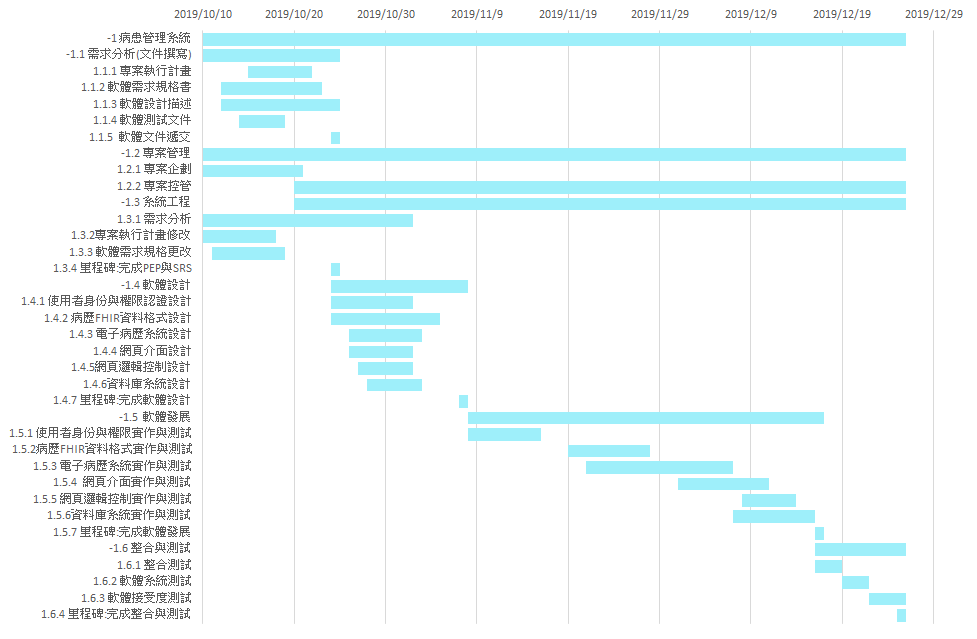 2019/10/10 2019/10/20 2019/10/30 2019/11/9 2019/11/19 2019/11/29 2019/12/9 2019/12/19 2019/12/29
-1 病患管理系統
-1.1 需求分析(文件撰寫)
1.1.1 專案執行計畫
1.1.2 軟體需求規格書
1.1.3 軟體設計描述
1.1.4 軟體測試文件
1.1.5 軟體文件遞交
-1.2 專案管理
1.2.1 專案企劃
1.2.2 專案控管
-1.3 系統工程
1.3.1 需求分析
1.3.2專案執行計畫修改
1.3.3 軟體需求規格更改
1.3.4 里程碑:完成PEP與SRS
-1.4 軟體設計
1.4.1 使用者身份與權限認證設計
1.4.2 病歷FHIR資料格式設計
1.4.3 電子病歷系統設計
1.4.4 網頁介面設計
1.4.5網頁邏輯控制設計
1.4.6資料庫系統設計
1.4.7 里程碑:完成軟體設計
-1.5 軟體發展
1.5.1 使用者身份與權限實作與測試
1.5.2病歷FHIR資料格式實作與測試
1.5.3 電子病歷系統實作與測試
1.5.4 網頁介面實作與測試
1.5.5 網頁邏輯控制實作與測試
1.5.6資料庫系統實作與測試
1.5.7 里程碑:完成軟體發展
-1.6 整合與測試
1.6.1 整合測試
1.6.2 軟體系統測試
1.6.3 軟體接受度測試
1.6.4 里程碑:完成整合與測試